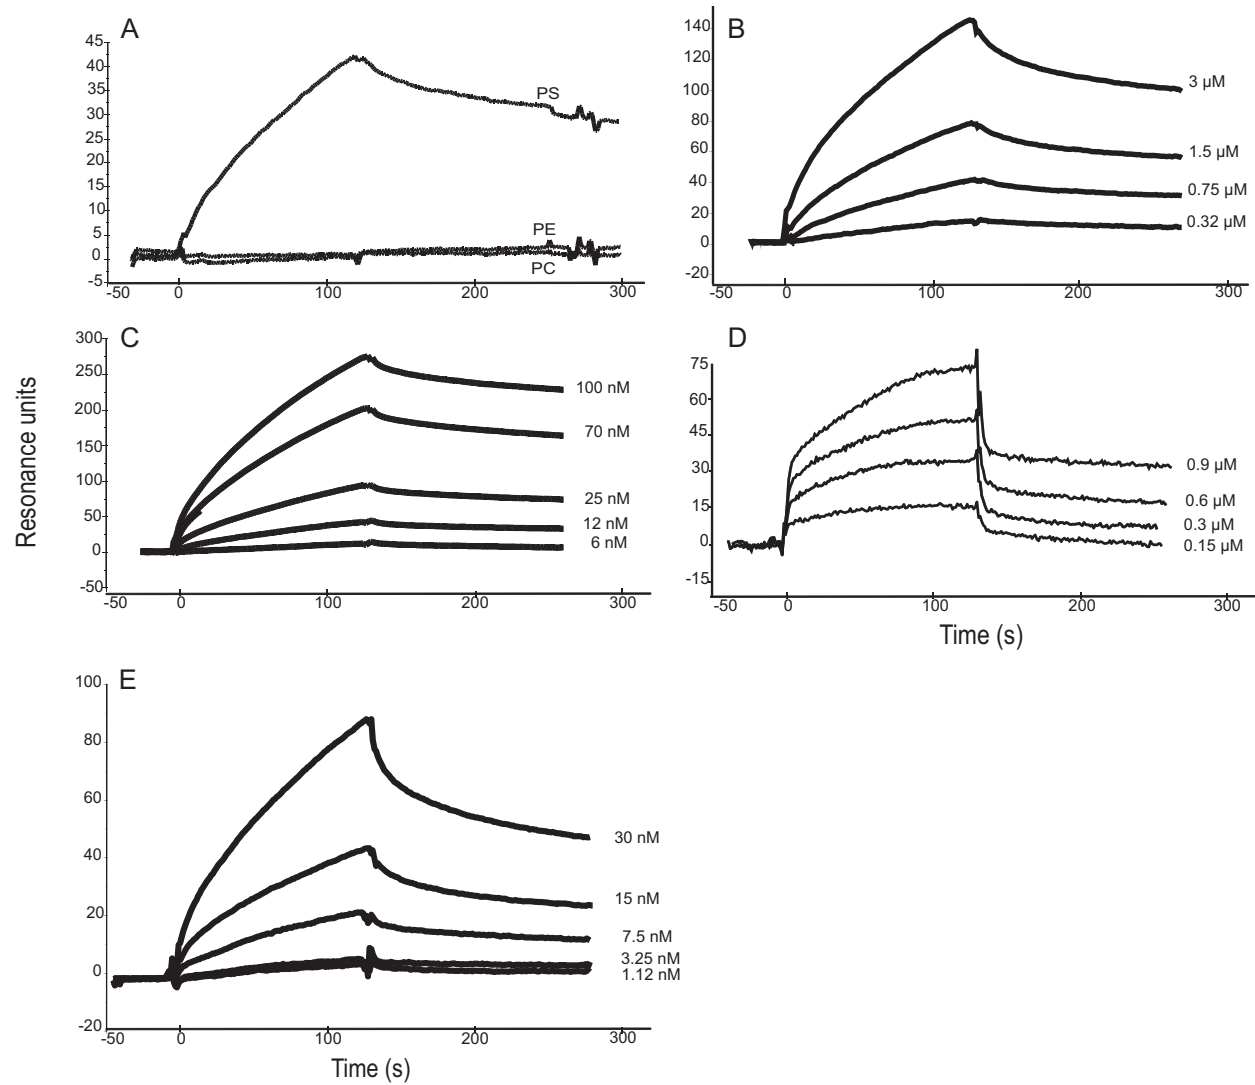 A
45
40
35
30
25
20
15
10
5
0
-5
-50
0
100
200
300
PS
PE
PC
B
140
120
100
80
60
40
20
0
-20
-50
0
100
200
300
3 µM
1.5 µM
0.75 µM
0.32 µM
Resonance units
C
300
250
200
150
100
50
0
-50
-50
0
100
200
300
100 nM
70 nM
25 nM
12 nM
6 nM
D
75
60
45
30
15
0
-15
-50
0
100
200
300
0.9 µM
0.6 µM
0.3 µM
0.15 µM
Time (s)
E
100
80
60
40
20
0
-20
-50
0
100
200
300
30 nM
15 nM
7.5 nM
3.25 nM
1.12 nM
Time (s)